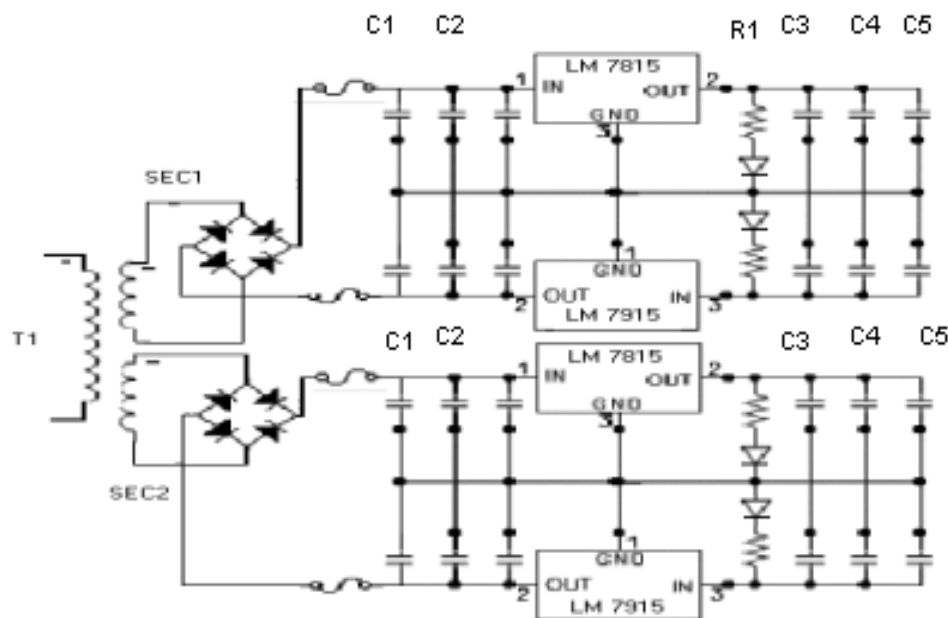 C1 C2 R1 C3 C4 C5
1 LM 7815 2
IN OUT
GND
3
SEC1
1
GND
OUT IN
2 LM 7915 3
T1
C1 C2 C3 C4 C5
1 LM 7815 2
IN OUT
GND
3
SEC2
1
GND
OUT IN
2 LM 7915 3